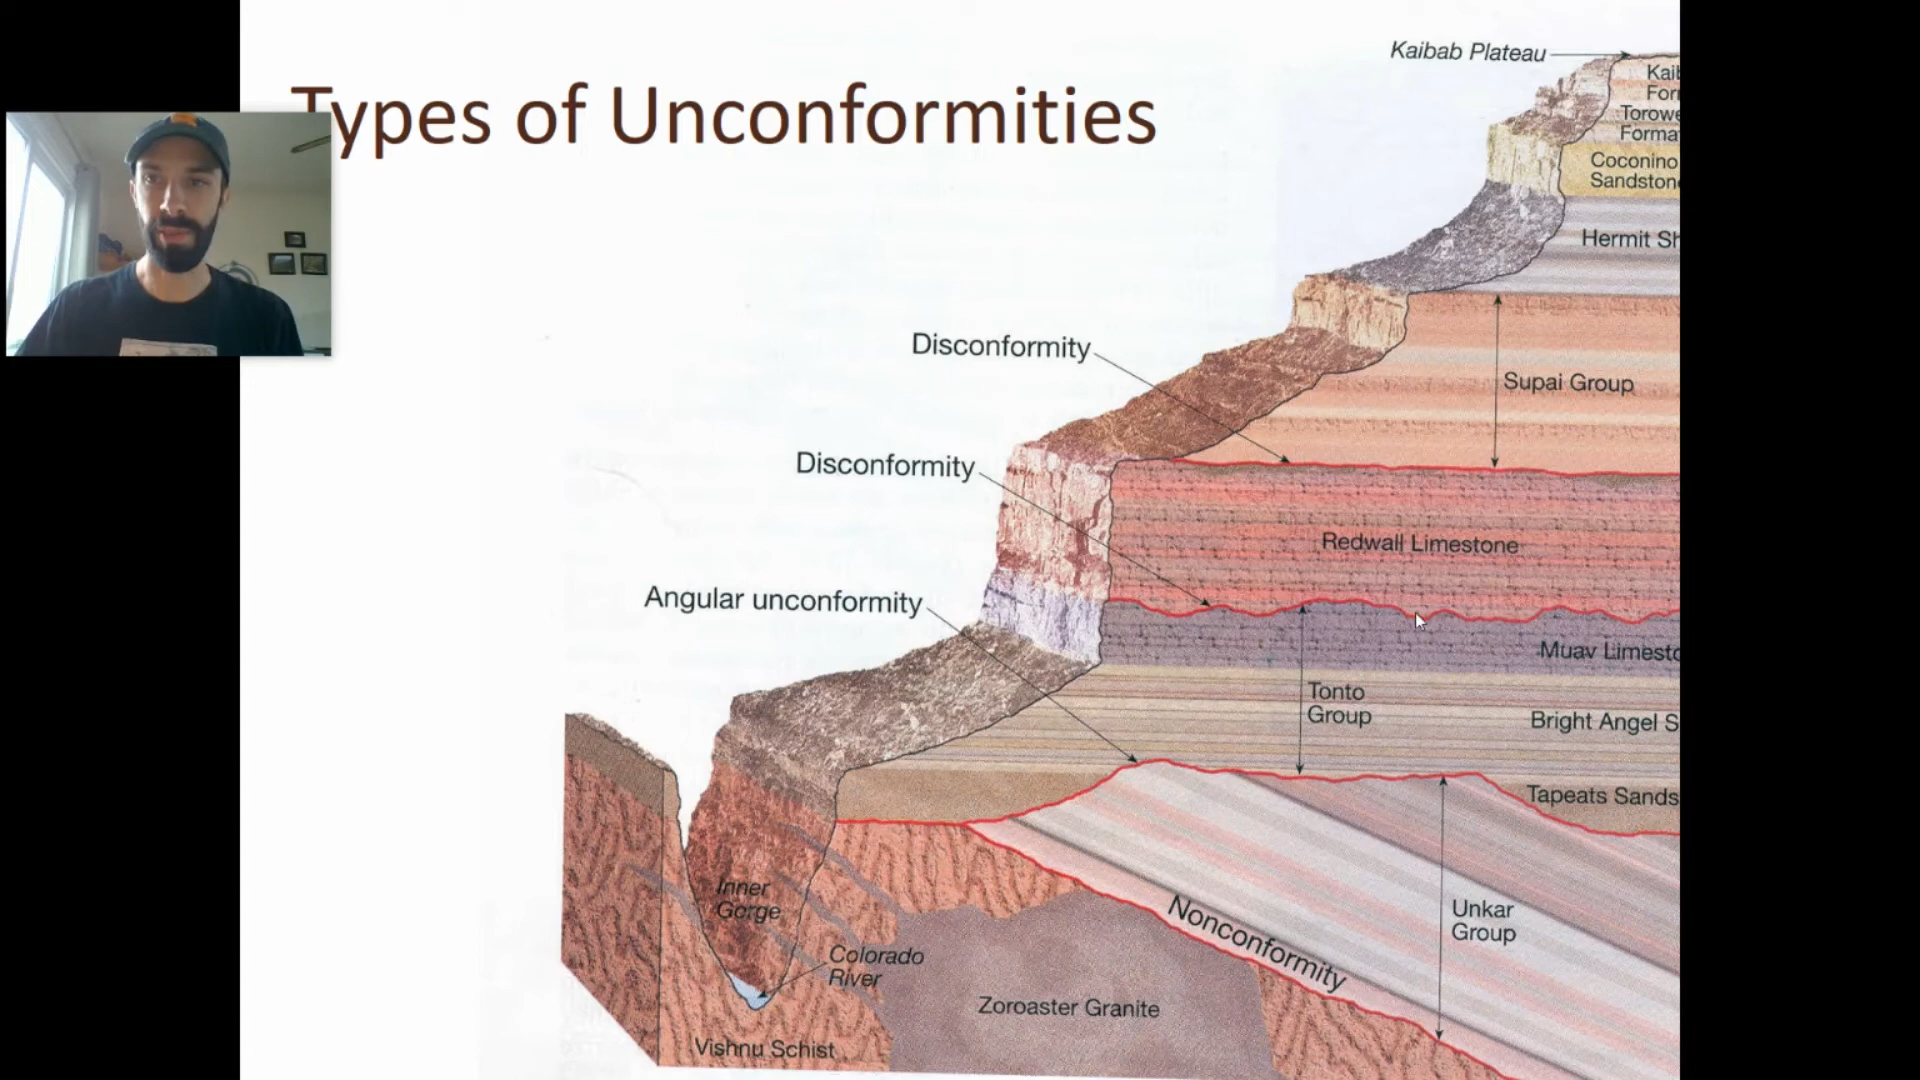 Types of Unconformities
Kaibab Plateau
Kaib
For
Torowe
Forma
Coconino
Sandston
Hermit Sh
Disconformity
Supai Group
Disconformity
Redwall Limestone
Angular unconformity
Muav Limesto
Tonto
Group
Bright Angel S
Tapeats Sands
Inner
Gorge
Nonconformity
Unkar
Group
Colorado
River
Zoroaster Granite
Vishnu Schist